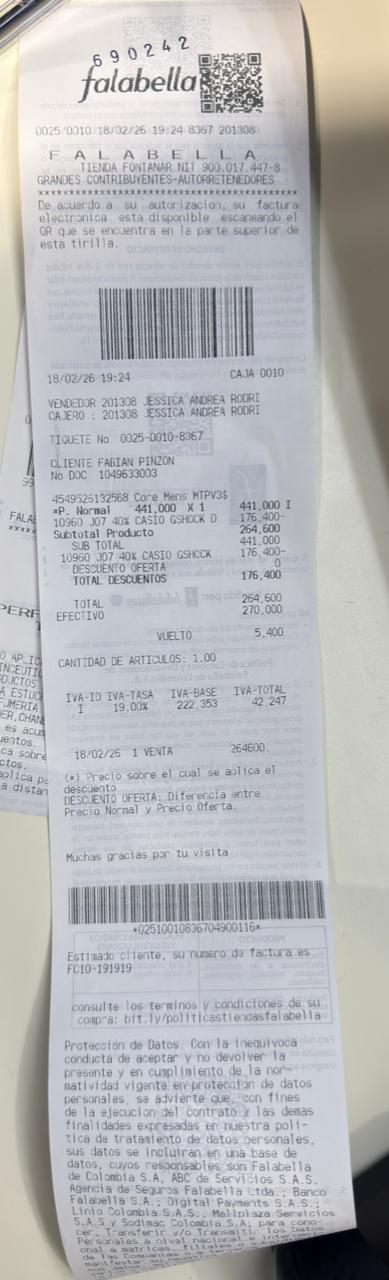 690242
falabella
0025/0010 18/02/26 19:24 8367 201308
F A L A B E L L A
TIENDA FONTANAR NIT 900.017.447-8
GRANDES CONTRIBUYENTES-AUTORRETENEDORES
****************************************
De acuerdo a su autorizacion, su factura
electronica esta disponible escaneando el
QR que se encuentra en la parte superior de
esta tirilla.
18/02/26 19:24 CAJA 0010
VENDEDOR 201308 JESSICA ANDREA RODRI
CAJERO : 201308 JESSICA ANDREA RODRI
TIQUETE No. 0025-0010-8367
CLIENTE FABIAN PINZON
No DOC 1049633003
4549526132568 Core Mens MTPV3$
*P. Normal 441,000 X 1 441,000 I
10960 J07 40% CASIO GSHOCK D 176,400-
Subtotal Producto 264,600
SUB TOTAL 441,000
10960 J07 40% CASIO GSHOCK 176,400-
DESCUENTO OFERTA 0
TOTAL DESCUENTOS 176,400
TOTAL 264,600
EFECTIVO 270,000
VUELTO 5,400
CANTIDAD DE ARTICULOS: 1.00
IVA-ID IVA-TASA IVA-BASE IVA-TOTAL
I 19.00% 222,353 42,247
18/02/26 1 VENTA 264600.
(*) Precio sobre el cual se aplica el
descuento
DESCUENTO OFERTA: Diferencia entre
Precio Normal y Precio Oferta.
Muchas gracias por tu visita
*02510010836704900116*
Estimado cliente, su numero de factura es
FC10-191919
consulte los terminos y condiciones de su
compra: bit.ly/politicastiendasfalabella
Protección de Datos. Con la inequivoca
conducta de aceptar y no devolver la
presente y en cumplimiento de la nor-
matividad vigente en protección de datos
personales, se advierte que, con fines
de la ejecucion del contrato y las demas
finalidades expresadas en nuestra poli-
tica de tratamiento de datos personales,
sus datos se incluiran en una base de
datos, cuyos responsables son Falabella
de Colombia S.A, ABC de Servicios S.A.S.
Agencia de Seguros Falabella Ltda.; Banco
Falabella S.A.; Digital Payments S.A.S.;
Linio Colombia S.A.S., Mallplaza Servicios
S.A.S y Sodimac Colombia S.A; para cono-
cer, Transferir y/o Transmitir los Datos
Personales a nivel nacional e
onal a matrices, filiales